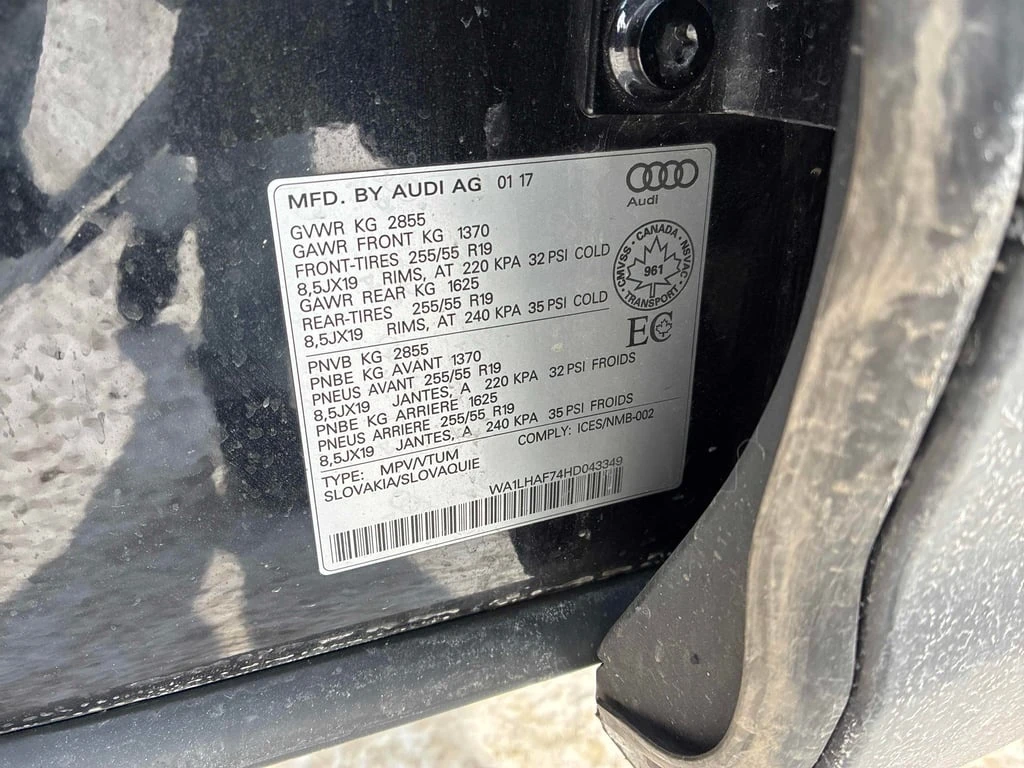 MFD. BY AUDI AG 01 17
Audi
GVWR KG 2855
GAWR FRONT KG 1370
FRONT-TIRES 255/55 R19
8,5JX19 RIMS, AT 220 KPA 32 PSI COLD
GAWR REAR KG 1625
REAR-TIRES 255/55 R19
8,5JX19 RIMS, AT 240 KPA 35 PSI COLD
CANADA
CMVSS
NSVAC
961
TRANSPORT
EC
PNVB KG 2855
PNBE KG AVANT 1370
PNEUS AVANT 255/55 R19
8,5JX19 JANTES, A 220 KPA 32 PSI FROIDS
PNBE KG ARRIERE 1625
PNEUS ARRIERE 255/55 R19
8,5JX19 JANTES, A 240 KPA 35 PSI FROIDS
TYPE: MPV/VTUM COMPLY: ICES/NMB-002
SLOVAKIA/SLOVAQUIE
WA1LHAF74HD043349